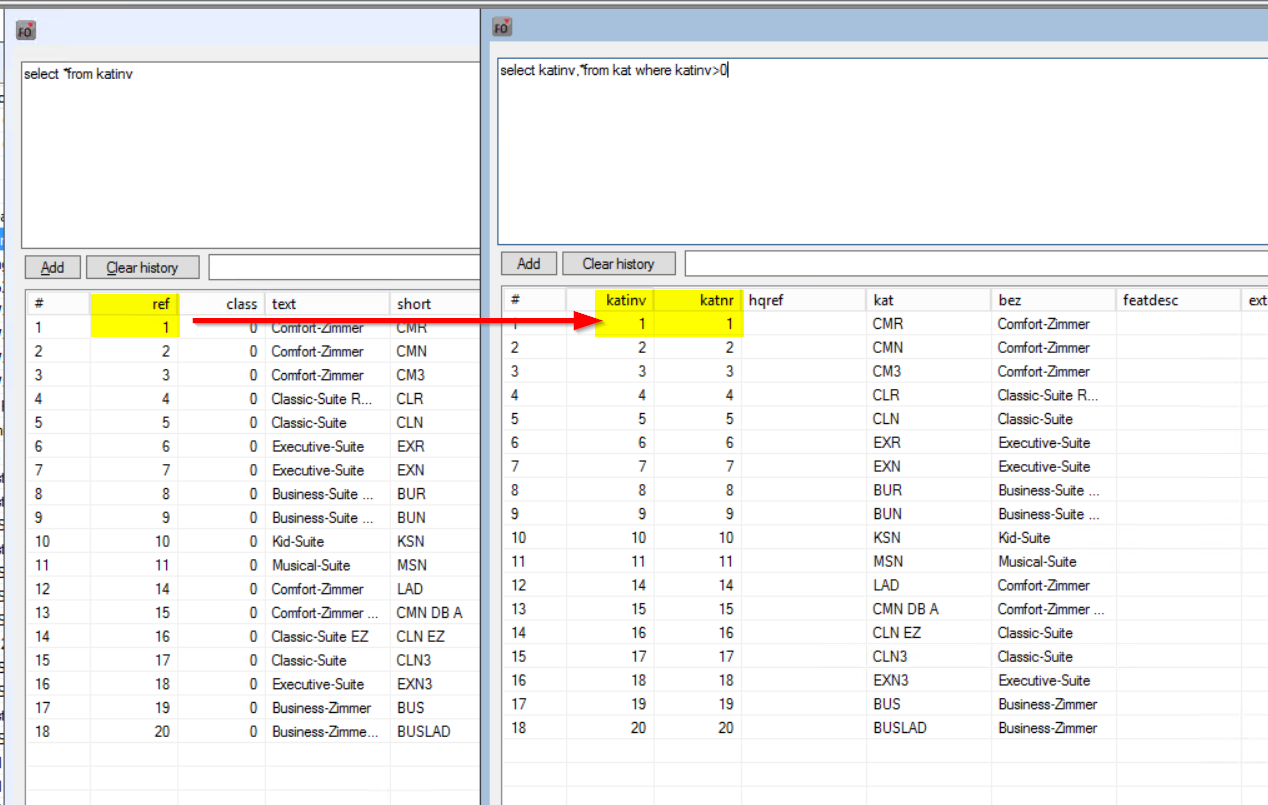 FO
select *from katinv
Add Clear history
# ref class text short
1 1 0 Comfort-Zimmer CMR
2 2 0 Comfort-Zimmer CMN
3 3 0 Comfort-Zimmer CM3
4 4 0 Classic-Suite R... CLR
5 5 0 Classic-Suite CLN
6 6 0 Executive-Suite EXR
7 7 0 Executive-Suite EXN
8 8 0 Business-Suite ... BUR
9 9 0 Business-Suite ... BUN
10 10 0 Kid-Suite KSN
11 11 0 Musical-Suite MSN
12 14 0 Comfort-Zimmer LAD
13 15 0 Comfort-Zimmer ... CMN DB A
14 16 0 Classic-Suite EZ CLN EZ
15 17 0 Classic-Suite CLN3
16 18 0 Executive-Suite EXN3
17 19 0 Business-Zimmer BUS
18 20 0 Business-Zimme... BUSLAD
FO
select katinv,*from kat where katinv>0
Add Clear history
# katinv katnr hqref kat bez featdesc ext
1 1 1 CMR Comfort-Zimmer
2 2 2 CMN Comfort-Zimmer
3 3 3 CM3 Comfort-Zimmer
4 4 4 CLR Classic-Suite R...
5 5 5 CLN Classic-Suite
6 6 6 EXR Executive-Suite
7 7 7 EXN Executive-Suite
8 8 8 BUR Business-Suite ...
9 9 9 BUN Business-Suite ...
10 10 10 KSN Kid-Suite
11 11 11 MSN Musical-Suite
12 14 14 LAD Comfort-Zimmer
13 15 15 CMN DB A Comfort-Zimmer ...
14 16 16 CLN EZ Classic-Suite
15 17 17 CLN3 Classic-Suite
16 18 18 EXN3 Executive-Suite
17 19 19 BUS Business-Zimmer
18 20 20 BUSLAD Business-Zimmer